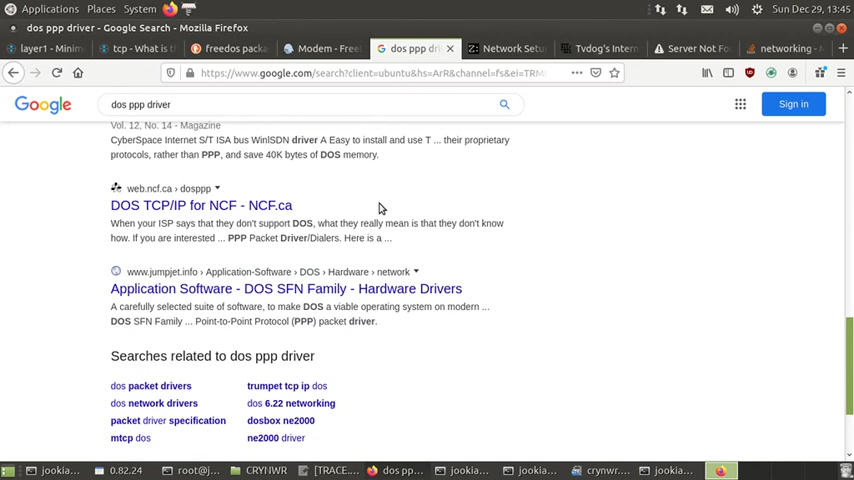 Applications Places System Sun Dec 29, 13:45
dos ppp driver - Google Search - Mozilla Firefox
layer1 - Minim tcp - What is t freedos packa Modem - Free dos ppp dri Network Setu Tvdog's Intern Server Not Fo networking -
https://www.google.com/search?client=ubuntu&hs=ArR&channel=fs&ei=TRM
Google dos ppp driver Sign in
Vol. 12, No. 14 - Magazine
CyberSpace Internet S/T ISA bus WinISDN driver A Easy to install and use T ... their proprietary
protocols, rather than PPP, and save 40K bytes of DOS memory.
web.ncf.ca › dosppp
DOS TCP/IP for NCF - NCF.ca
When your ISP says that they don't support DOS, what they really mean is that they don't know
how. If you are interested ... PPP Packet Driver/Dialers. Here is a ...
www.jumpjet.info › Application-Software › DOS › Hardware › network
Application Software - DOS SFN Family - Hardware Drivers
A carefully selected suite of software, to make DOS a viable operating system on modern ...
DOS SFN Family ... Point-to-Point Protocol (PPP) packet driver.
Searches related to dos ppp driver
dos packet drivers trumpet tcp ip dos
dos network drivers dos 6.22 networking
packet driver specification dosbox ne2000
mtcp dos ne2000 driver
jookia... 0.82.24 root@j... CRYNWR [TRACE.... dos pp... jookia... jookia... crynwr.... jookia...